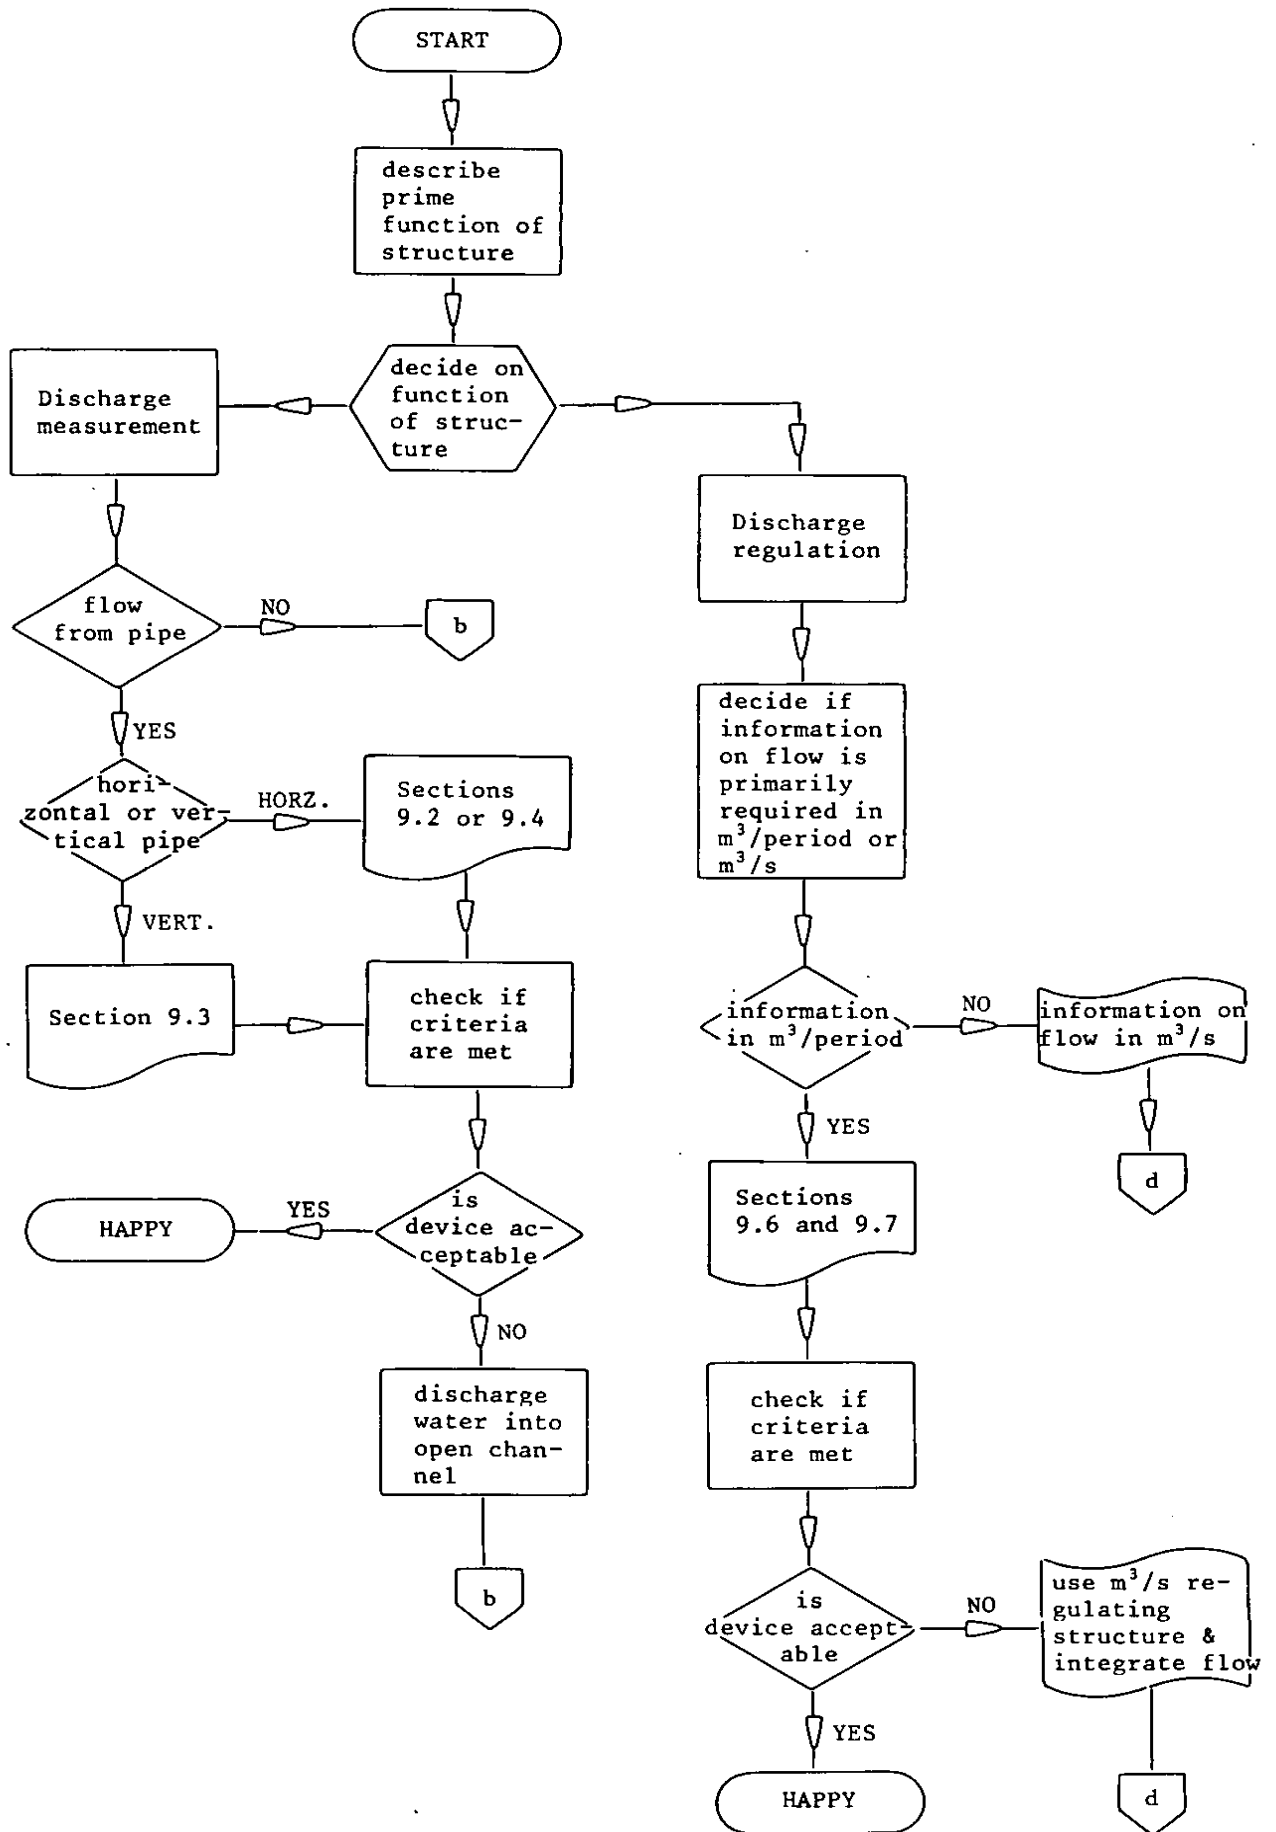 START
describe
prime
function of
structure
decide on
function
of struc-
ture
Discharge
measurement
flow
from pipe
NO
b
YES
hori-
zontal or ver-
tical pipe
HORZ.
Sections
9.2 or 9.4
VERT.
Section 9.3
check if
criteria
are met
is
device ac-
ceptable
YES
HAPPY
NO
discharge
water into
open chan-
nel
b
Discharge
regulation
decide if
information
on flow is
primarily
required in
m³/period or
m³/s
information
in m³/period
NO
information on
flow in m³/s
d
YES
Sections
9.6 and 9.7
check if
criteria
are met
is
device accept-
able
NO
use m³/s re-
gulating
structure &
integrate flow
d
YES
HAPPY